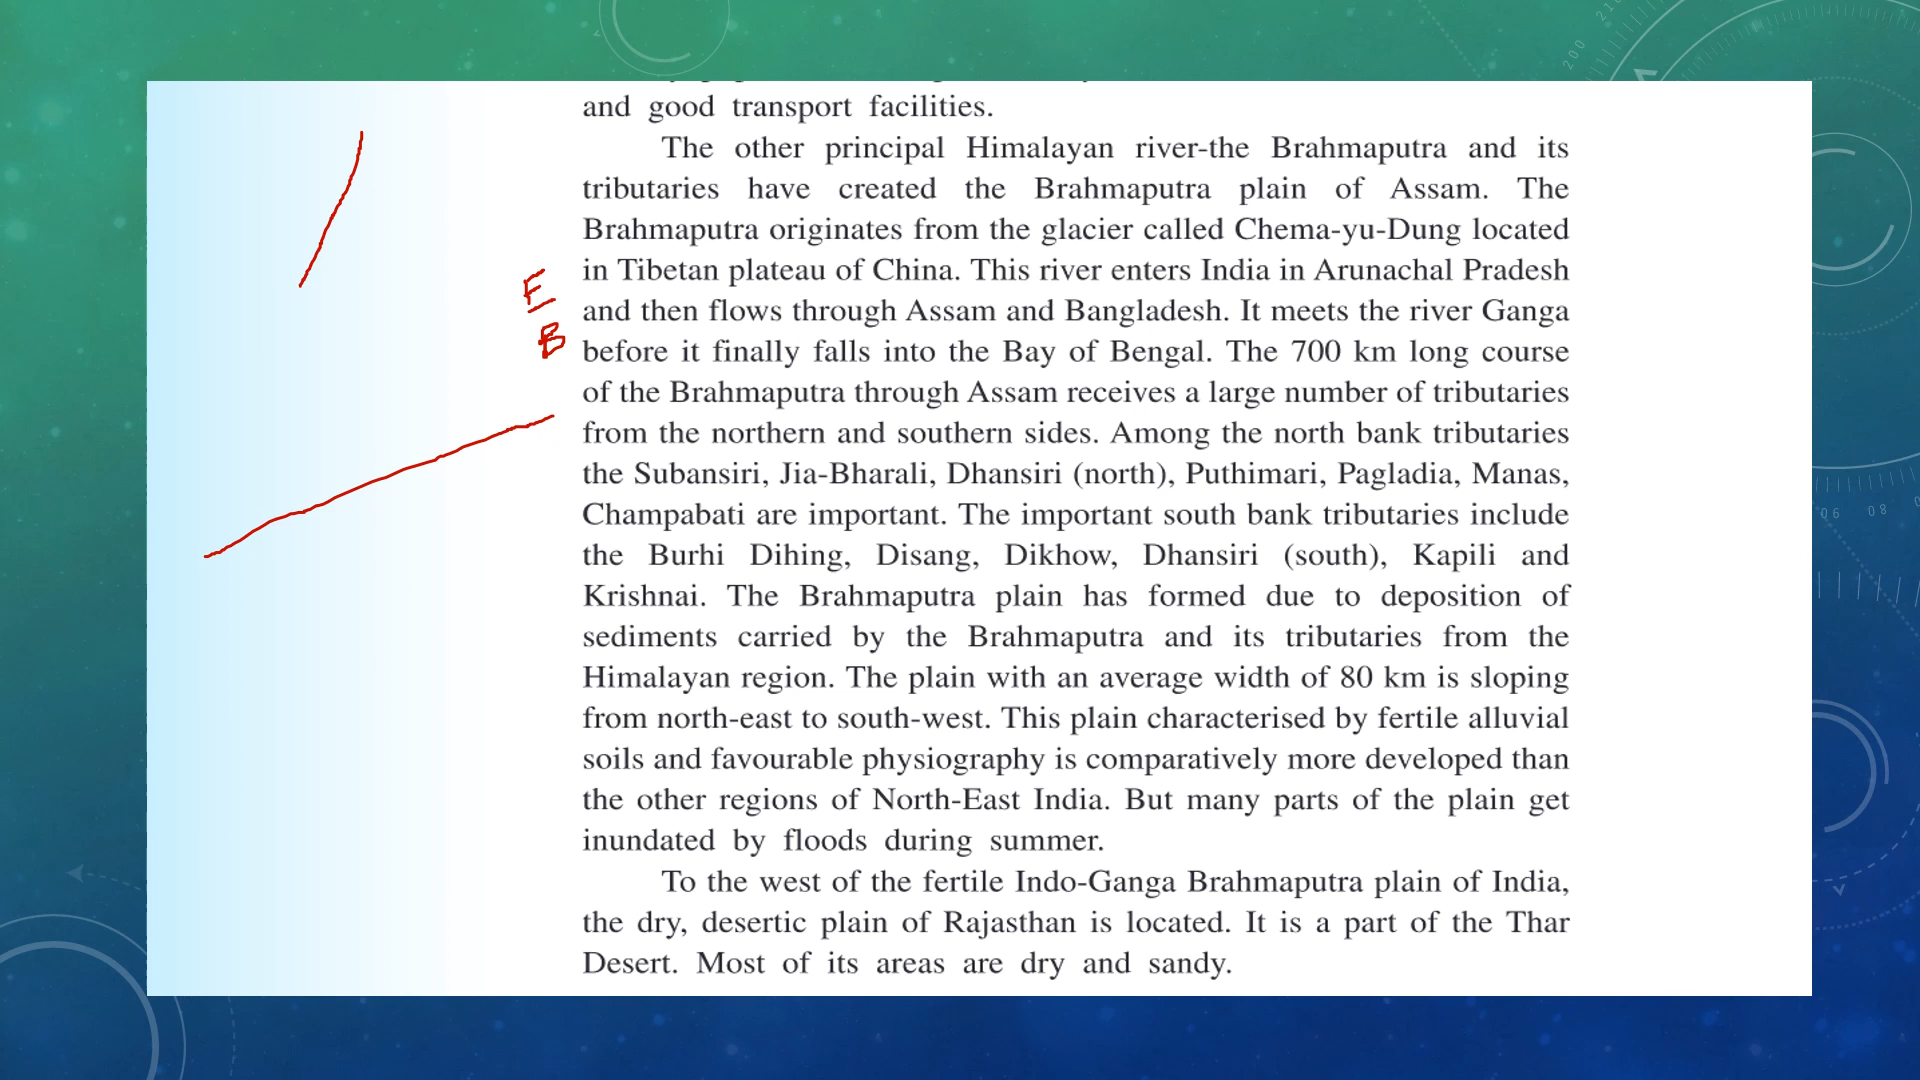 and good transport facilities.
The other principal Himalayan river-the Brahmaputra and its
tributaries have created the Brahmaputra plain of Assam. The
Brahmaputra originates from the glacier called Chema-yu-Dung located
in Tibetan plateau of China. This river enters India in Arunachal Pradesh
and then flows through Assam and Bangladesh. It meets the river Ganga
before it finally falls into the Bay of Bengal. The 700 km long course
of the Brahmaputra through Assam receives a large number of tributaries
from the northern and southern sides. Among the north bank tributaries
the Subansiri, Jia-Bharali, Dhansiri (north), Puthimari, Pagladia, Manas,
Champabati are important. The important south bank tributaries include
the Burhi Dihing, Disang, Dikhow, Dhansiri (south), Kapili and
Krishnai. The Brahmaputra plain has formed due to deposition of
sediments carried by the Brahmaputra and its tributaries from the
Himalayan region. The plain with an average width of 80 km is sloping
from north-east to south-west. This plain characterised by fertile alluvial
soils and favourable physiography is comparatively more developed than
the other regions of North-East India. But many parts of the plain get
inundated by floods during summer.
To the west of the fertile Indo-Ganga Brahmaputra plain of India,
the dry, desertic plain of Rajasthan is located. It is a part of the Thar
Desert. Most of its areas are dry and sandy.
E
B
200